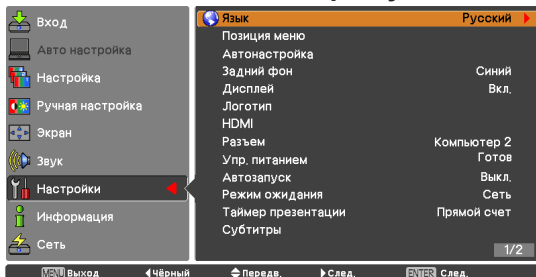 Вход
Авто настройка
Настройка
Ручная настройка
Экран
Звук
Настройки
Информация
Сеть
Язык Русский
Позиция меню
Автонастройка
Задний фон Синий
Дисплей Вкл.
Логотип
HDMI
Разъем Компьютер 2
Упр. питанием Готов
Автозапуск Выкл.
Режим ожидания Сеть
Таймер презентации Прямой счет
Субтитры
1/2
MENU Выход Чёрный Передв. След. ENTER След.